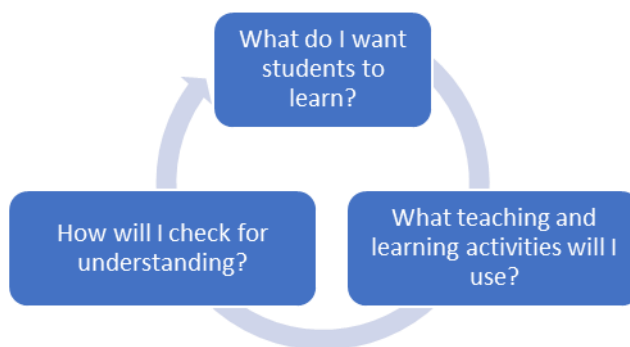 What do I want
students to
learn?
What teaching and
learning activities will I
use?
How will I check for
understanding?